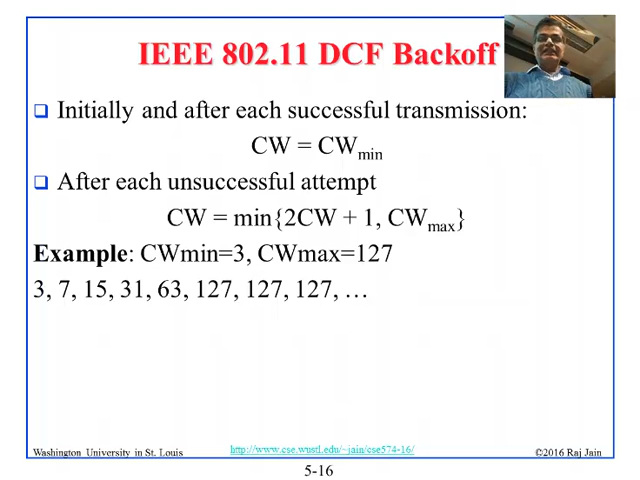 IEEE 802.11 DCF Backoff
❑ Initially and after each successful transmission:
CW = CWmin
❑ After each unsuccessful attempt
CW = min{2CW + 1, CWmax}
Example: CWmin=3, CWmax=127
3, 7, 15, 31, 63, 127, 127, 127, …
Washington University in St. Louis http://www.cse.wustl.edu/~jain/cse574-16/ ©2016 Raj Jain
5-16